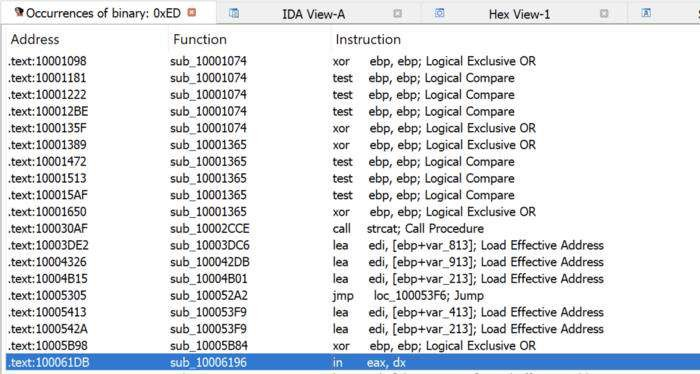 Occurrences of binary: 0xED IDA View-A Hex View-1
Address Function Instruction
.text:10001098 sub_10001074 xor ebp, ebp; Logical Exclusive OR
.text:10001181 sub_10001074 test ebp, ebp; Logical Compare
.text:10001222 sub_10001074 test ebp, ebp; Logical Compare
.text:100012BE sub_10001074 test ebp, ebp; Logical Compare
.text:1000135F sub_10001074 xor ebp, ebp; Logical Exclusive OR
.text:10001389 sub_10001365 xor ebp, ebp; Logical Exclusive OR
.text:10001472 sub_10001365 test ebp, ebp; Logical Compare
.text:10001513 sub_10001365 test ebp, ebp; Logical Compare
.text:100015AF sub_10001365 test ebp, ebp; Logical Compare
.text:10001650 sub_10001365 xor ebp, ebp; Logical Exclusive OR
.text:100030AF sub_10002CCE call strcat; Call Procedure
.text:10003DE2 sub_10003DC6 lea edi, [ebp+var_813]; Load Effective Address
.text:10004326 sub_100042DB lea edi, [ebp+var_913]; Load Effective Address
.text:10004B15 sub_10004B01 lea edi, [ebp+var_213]; Load Effective Address
.text:10005305 sub_100052A2 jmp loc_100053F6; Jump
.text:10005413 sub_100053F9 lea edi, [ebp+var_413]; Load Effective Address
.text:1000542A sub_100053F9 lea edi, [ebp+var_213]; Load Effective Address
.text:10005B98 sub_10005B84 xor ebp, ebp; Logical Exclusive OR
.text:100061DB sub_10006196 in eax, dx